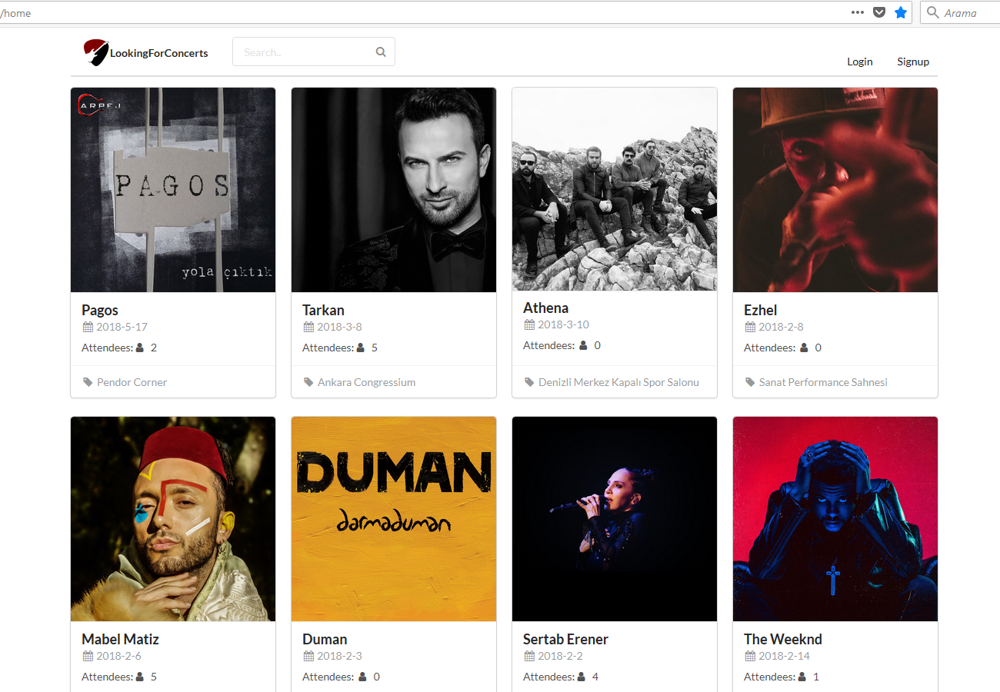 /home
Arama
LookingForConcerts
Search..
Login
Signup
ARPEJ
PAGOS
yola çıktık
Pagos
2018-5-17
Attendees: 2
Pendor Corner
Tarkan
2018-3-8
Attendees: 5
Ankara Congressium
Athena
2018-3-10
Attendees: 0
Denizli Merkez Kapalı Spor Salonu
Ezhel
2018-2-8
Attendees: 0
Sanat Performance Sahnesi
Mabel Matiz
2018-2-6
Attendees: 5
DUMAN
darmaduman
Duman
2018-2-3
Attendees: 0
Sertab Erener
2018-2-2
Attendees: 4
The Weeknd
2018-2-14
Attendees: 1